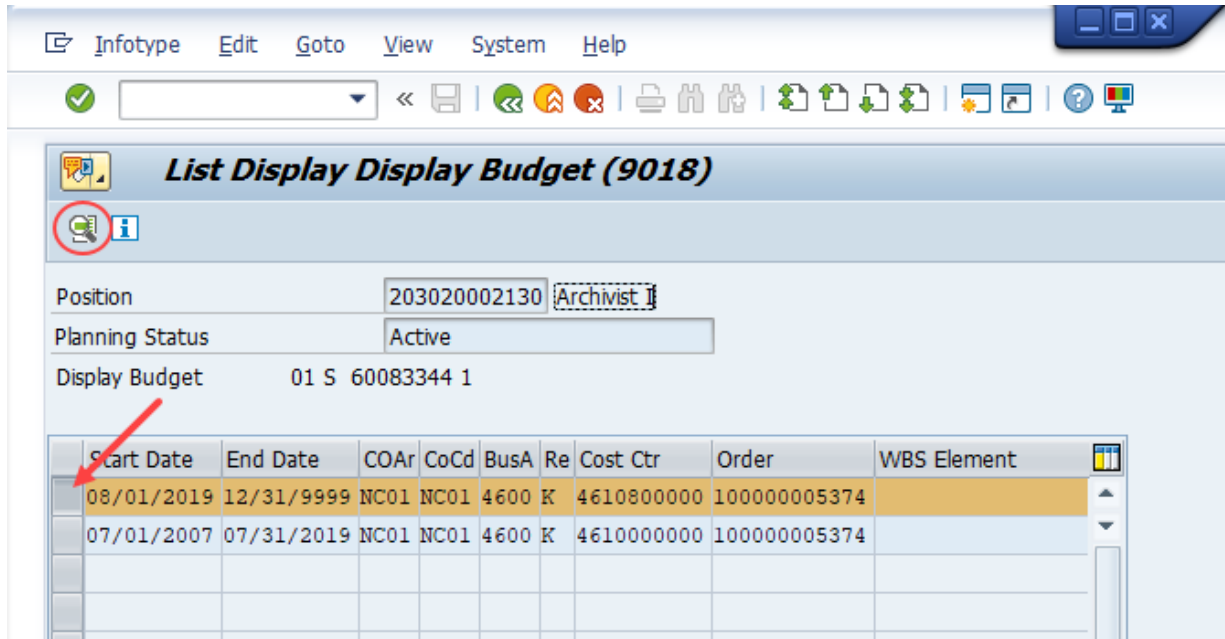 Infotype Edit Goto View System Help
List Display Display Budget (9018)
Position 203020002130 Archivist I
Planning Status Active
Display Budget 01 S 60083344 1
Start Date End Date COAr CoCd BusA Re Cost Ctr Order WBS Element
08/01/2019 12/31/9999 NC01 NC01 4600 K 4610800000 100000005374
07/01/2007 07/31/2019 NC01 NC01 4600 K 4610000000 100000005374